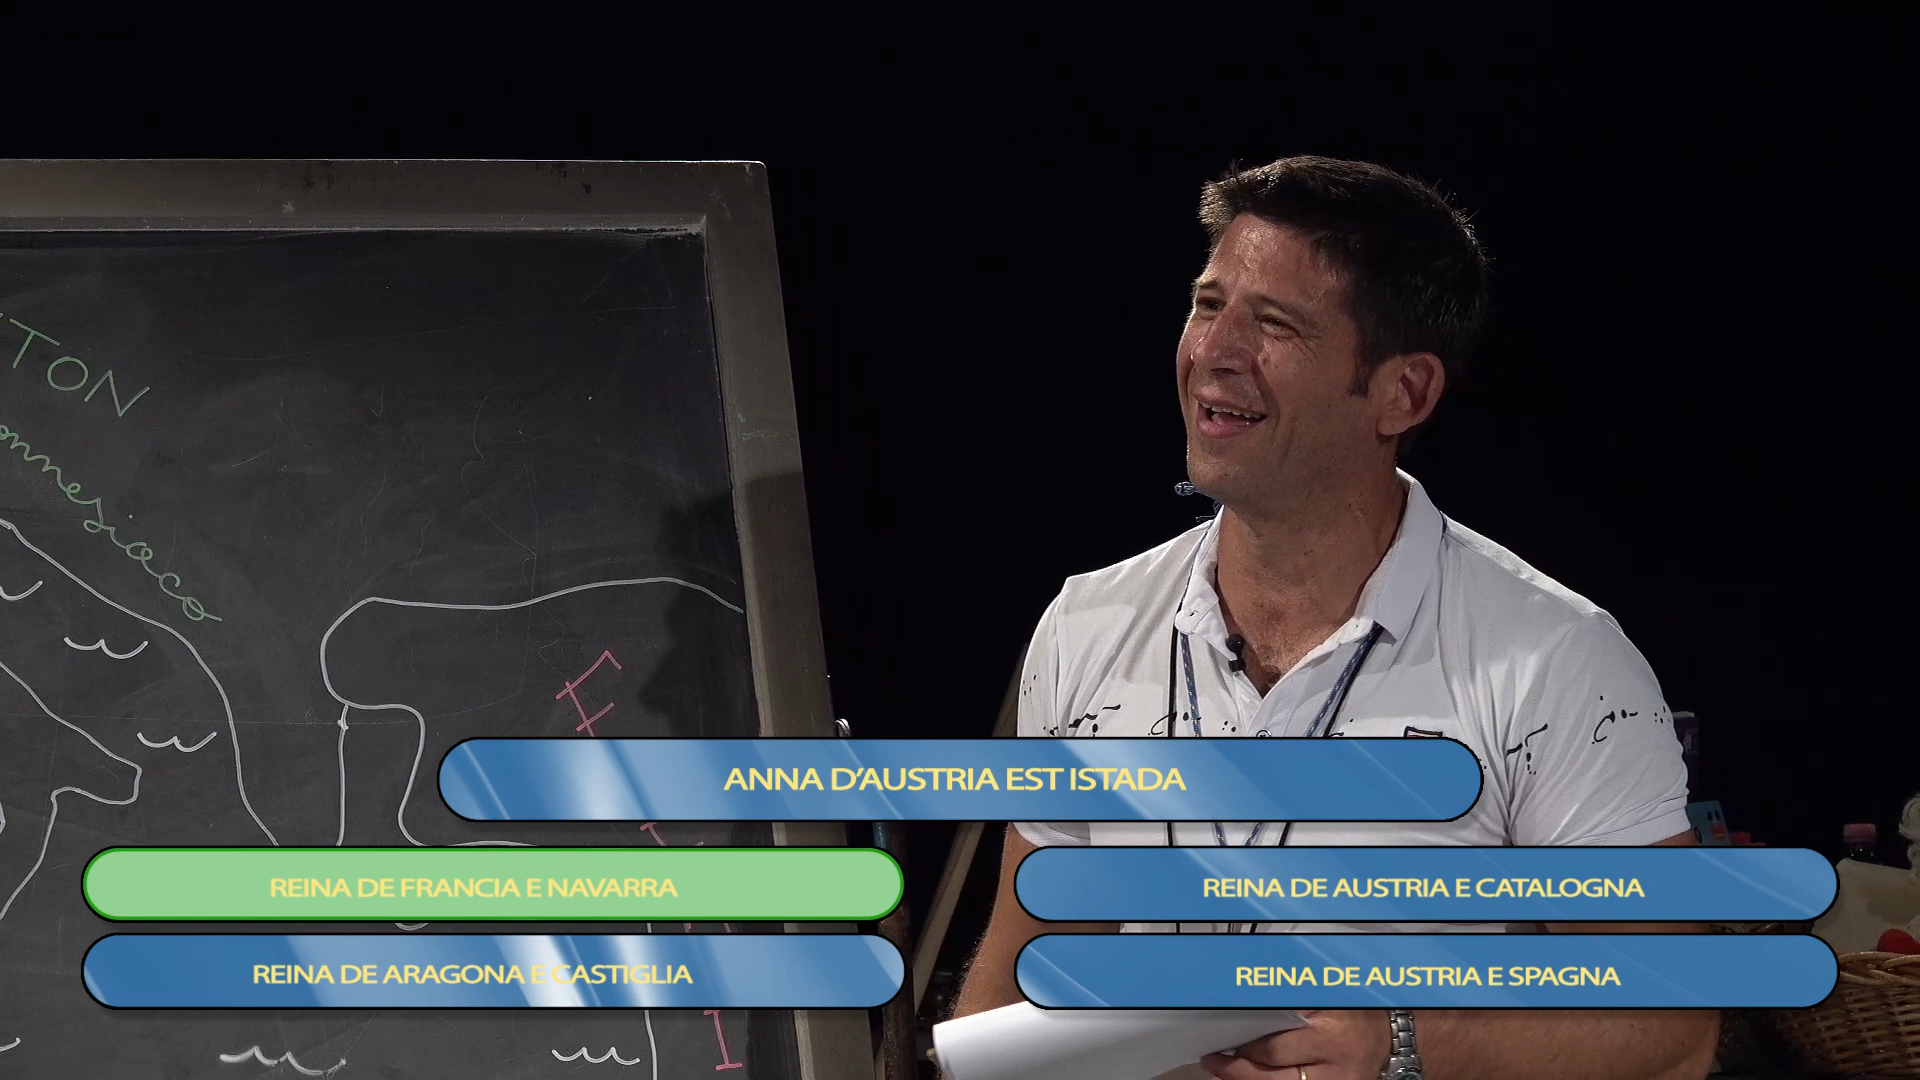 TON
onnesiaco
ANNA D'AUSTRIA EST ISTADA
REINA DE FRANCIA E NAVARRA
REINA DE AUSTRIA E CATALOGNA
REINA DE ARAGONA E CASTIGLIA
REINA DE AUSTRIA E SPAGNA